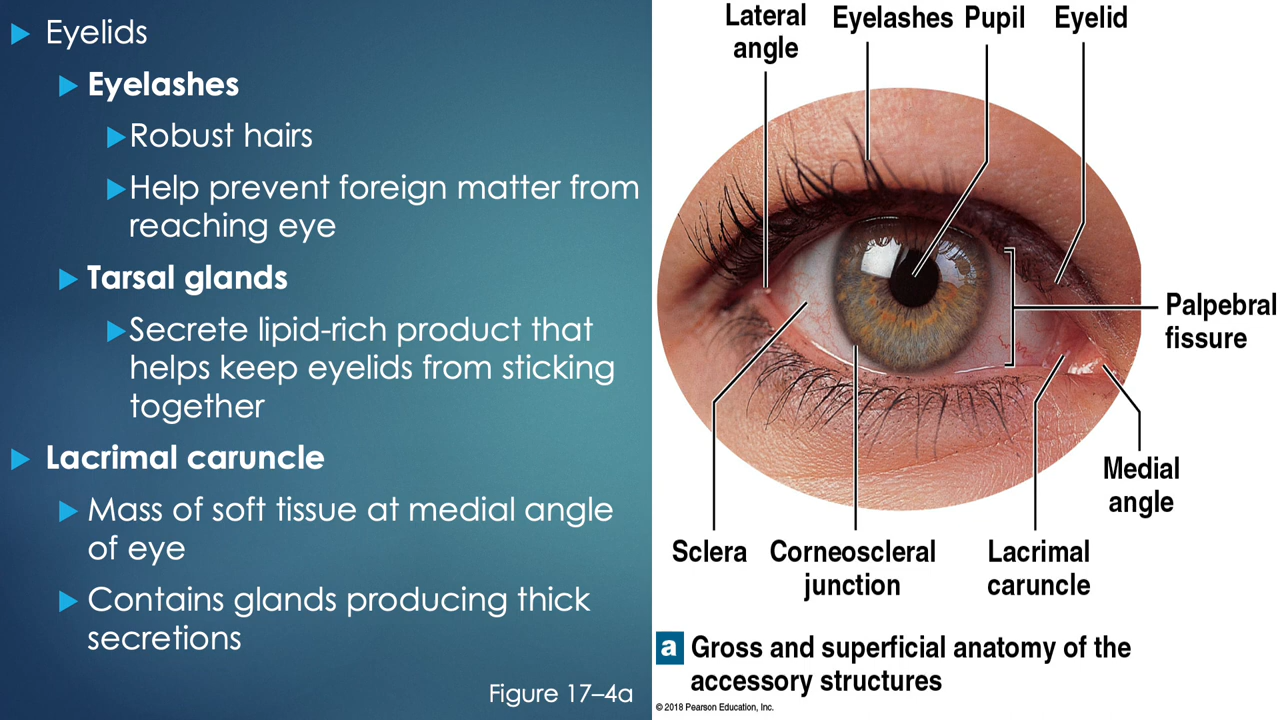 Eyelids
Eyelashes
Robust hairs
Help prevent foreign matter from
reaching eye
Tarsal glands
Secrete lipid-rich product that
helps keep eyelids from sticking
together
Lacrimal caruncle
Mass of soft tissue at medial angle
of eye
Contains glands producing thick
secretions
Figure 17–4a
Lateral
angle
Eyelashes
Pupil
Eyelid
Palpebral
fissure
Medial
angle
Sclera
Corneoscleral
junction
Lacrimal
caruncle
a Gross and superficial anatomy of the
accessory structures
© 2018 Pearson Education, Inc.